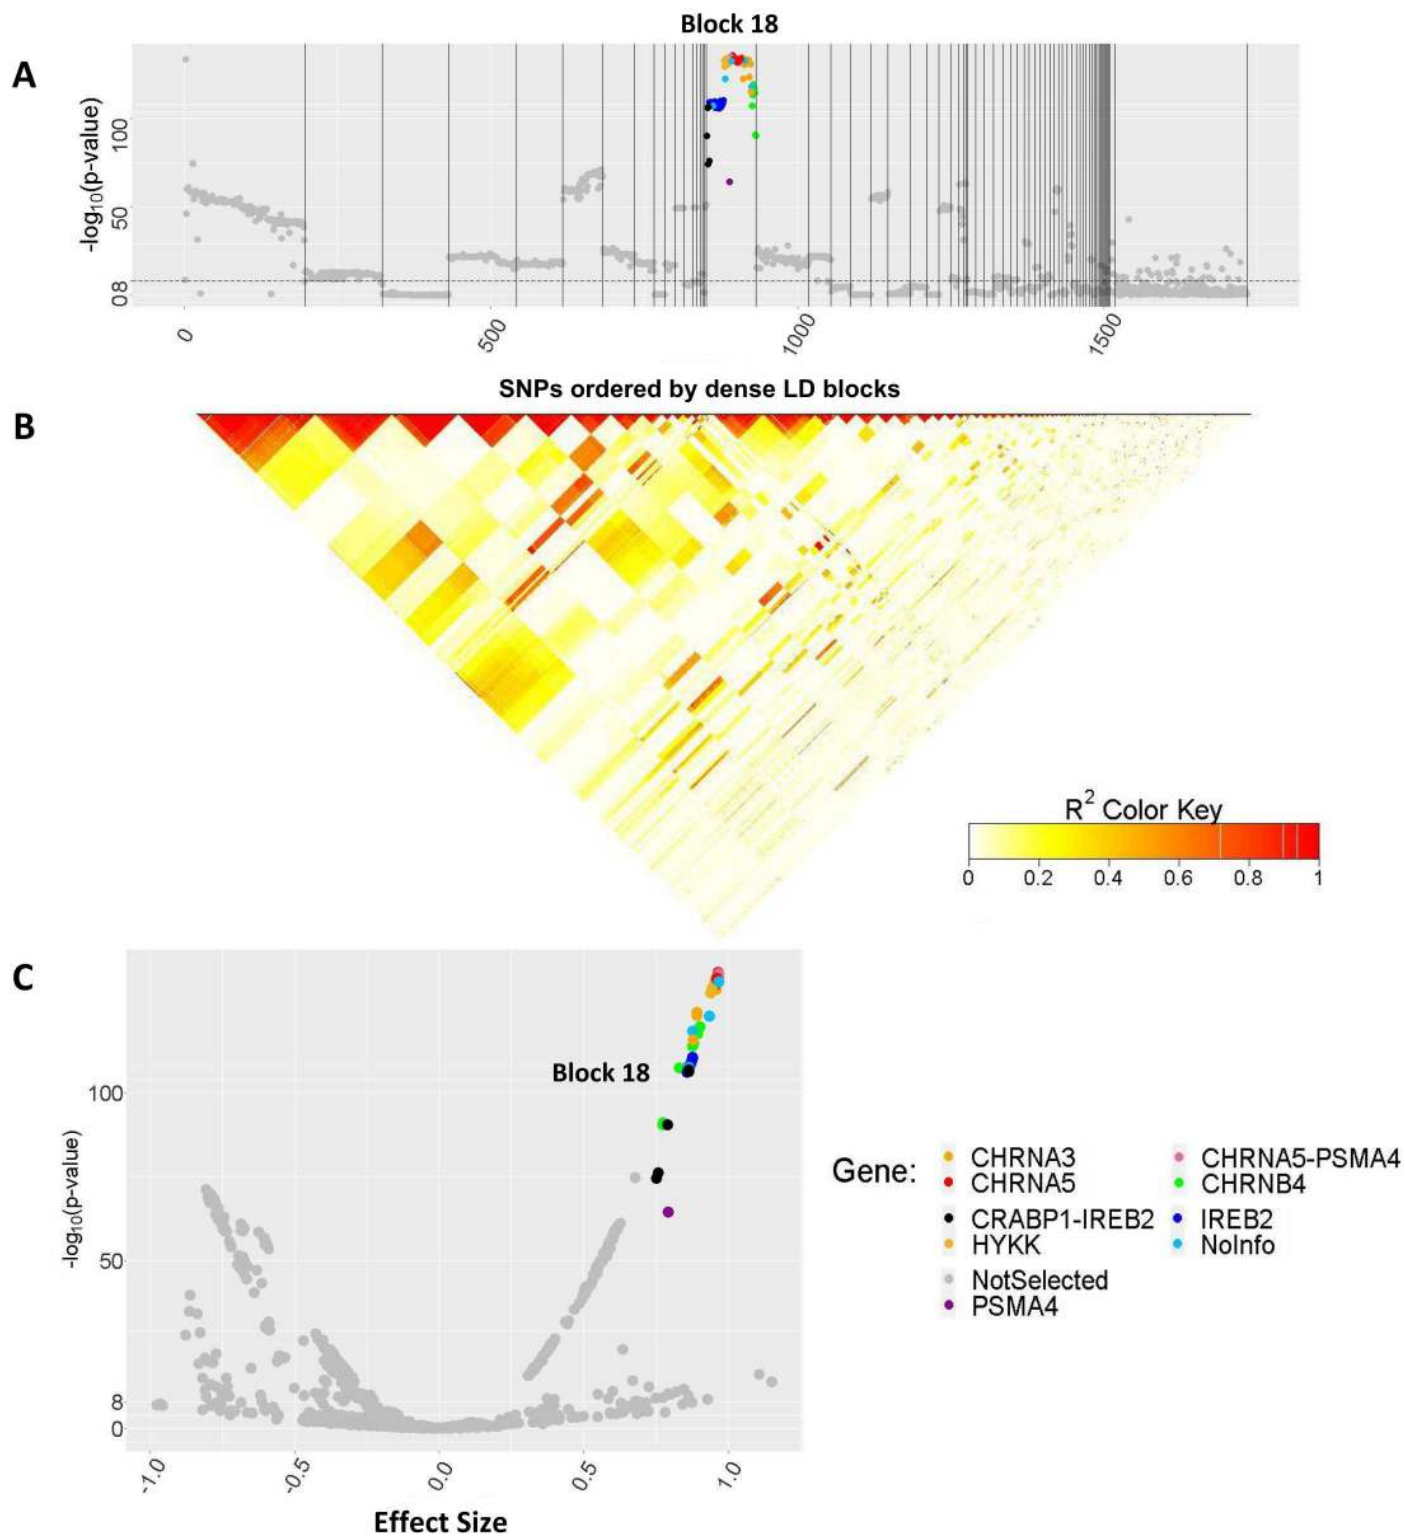 Block 18
A
-log10(p-value)
100
50
08
0
500
1000
1500
SNPs ordered by dense LD blocks
B
R2 Color Key
0 0.2 0.4 0.6 0.8 1
C
Block 18
-log10(p-value)
100
50
8
0
-1.0 -0.5 0.0 0.5 1.0
Effect Size
Gene:
CHRNA3
CHRNA5
CRABP1-IREB2
HYKK
NotSelected
PSMA4
CHRNA5-PSMA4
CHRNB4
IREB2
NoInfo